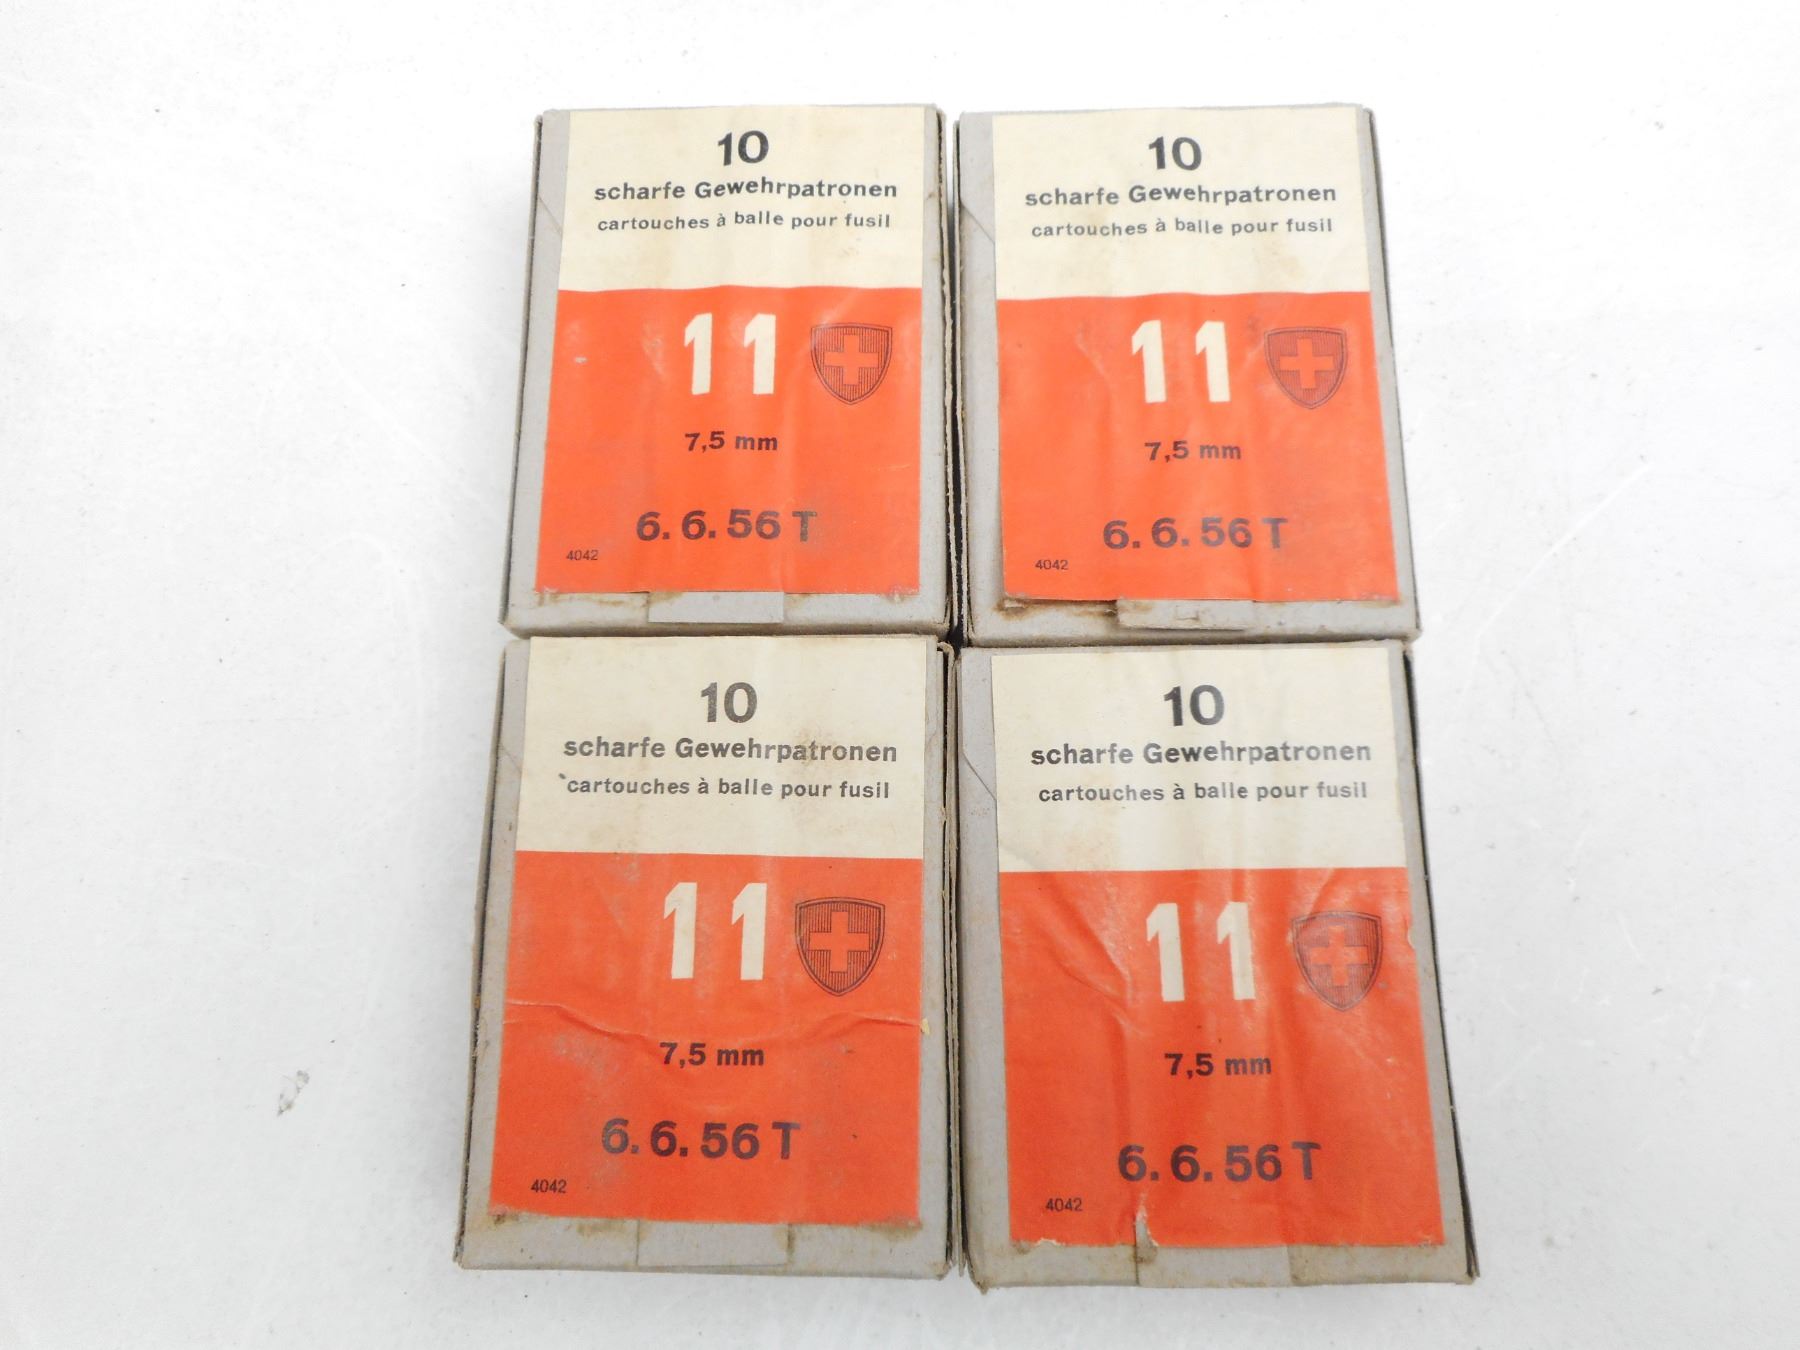 10
scharfe Gewehrpatronen
cartouches à balle pour fusil
11
7,5 mm
6. 6. 56 T
4042
10
scharfe Gewehrpatronen
cartouches à balle pour fusil
11
7,5 mm
6. 6. 56 T
4042
10
scharfe Gewehrpatronen
cartouches à balle pour fusil
11
7,5 mm
6. 6. 56 T
4042
10
scharfe Gewehrpatronen
cartouches à balle pour fusil
11
7,5 mm
6. 6. 56 T
4042